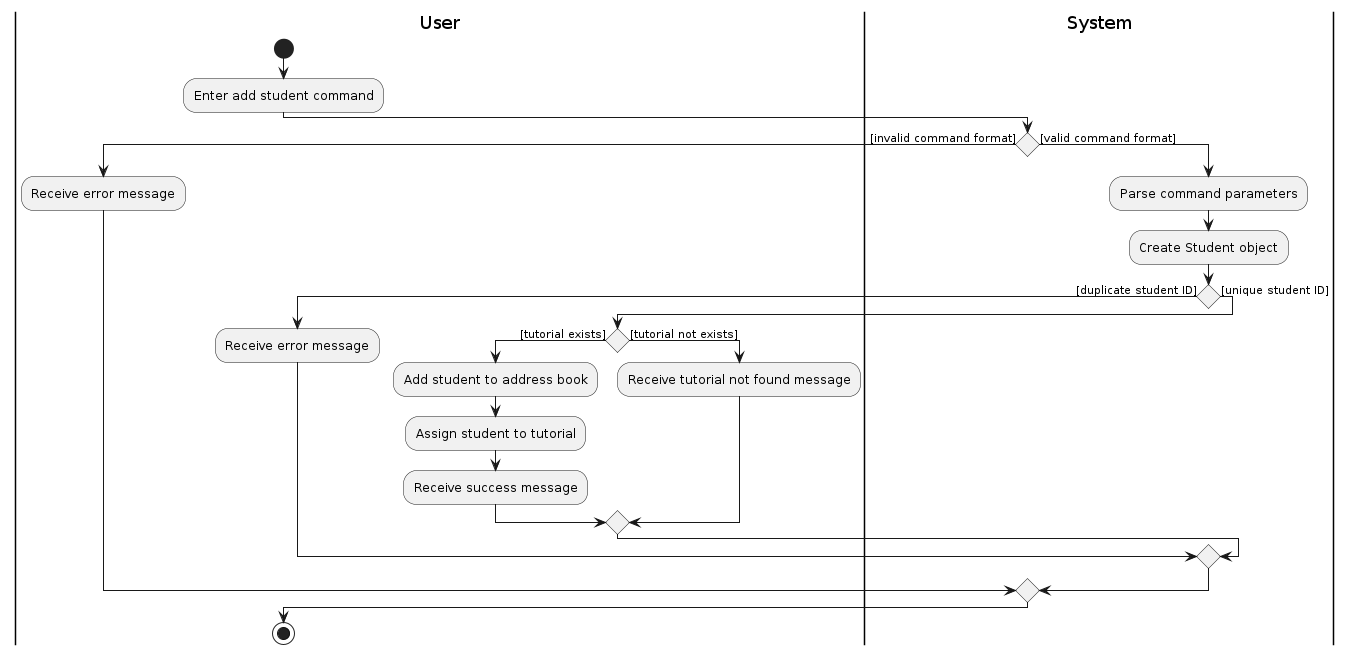 User
System
Enter add student command
[invalid command format]
[valid command format]
Receive error message
Parse command parameters
Create Student object
[duplicate student ID]
[unique student ID]
Receive error message
[tutorial exists]
[tutorial not exists]
Add student to address book
Receive tutorial not found message
Assign student to tutorial
Receive success message